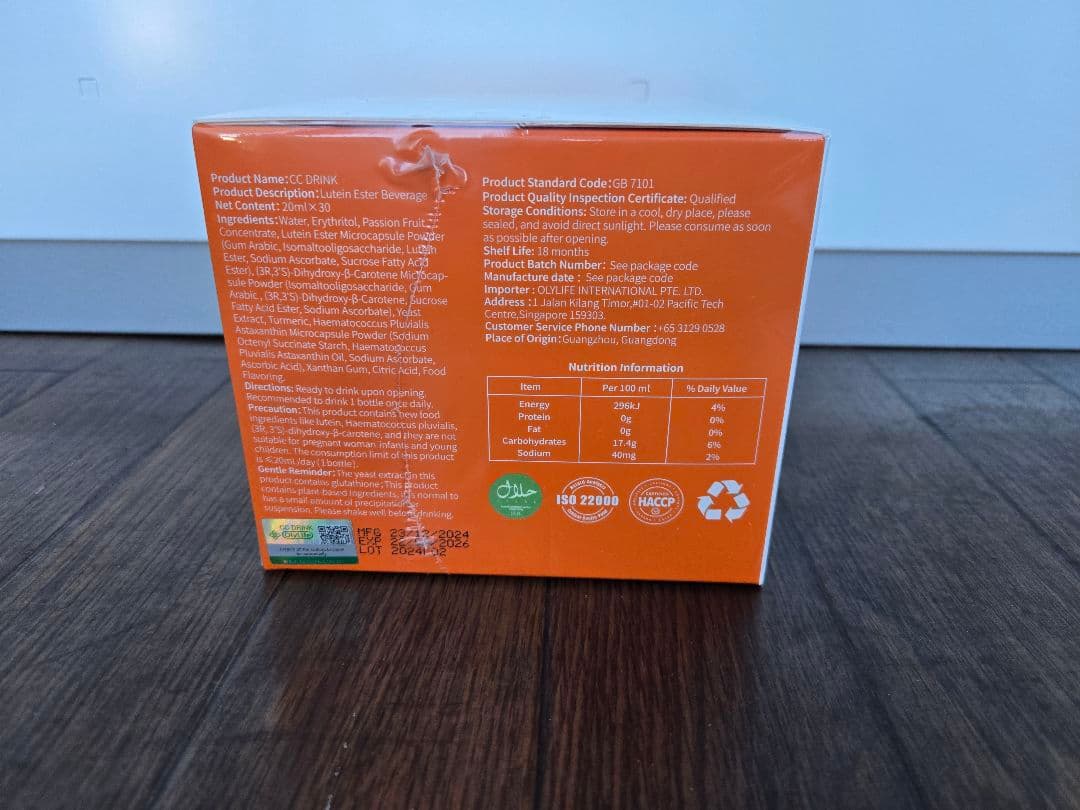 Product Name:CC DRINK
Product Description:Lutein Ester Beverage
Net Content: 20ml×30
Ingredients:Water, Erythritol, Passion Fruit
Concentrate, Lutein Ester Microcapsule Powder
(Gum Arabic, Isomaltooligosaccharide, Lutein
Ester, Sodium Ascorbate, Sucrose Fatty Acid
Ester), (3R,3'S)-Dihydroxy-β-Carotene Microcap-
sule Powder (Isomaltooligosaccharide, Gum
Arabic, (3R,3'S)-Dihydroxy-β-Carotene, Sucrose
Fatty Acid Ester, Sodium Ascorbate), Yeast
Extract, Turmeric, Haematococcus Pluvialis
Astaxanthin Microcapsule Powder (Sodium
Octenyl Succinate Starch, Haematococcus
Pluvialis Astaxanthin Oil, Sodium Ascorbate,
Ascorbic Acid), Xanthan Gum, Citric Acid, Food
Flavoring.
Directions: Ready to drink upon opening.
Recommended to drink 1 bottle once daily.
Precaution:This product contains new food
ingredients like lutein, Haematococcus pluvialis,
(3R, 3'S)-dihydroxy-β-carotene, and they are not
suitable for pregnant woman, infants and young
children. The consumption limit of this product
is ≤20mL/day (1 bottle).
Gentle Reminder: The yeast extract in this
product contains glutathione; This product
contains plant-based ingredients, it is normal to
has a small amount of precipitation
suspension. Please shake well before drinking.
CC DRINK
OlyLife
MFG 23 2024
EXP 2026
LOT 2024
Product Standard Code:GB 7101
Product Quality Inspection Certificate: Qualified
Storage Conditions: Store in a cool, dry place, please
sealed, and avoid direct sunlight. Please consume as soon
as possible after opening.
Shelf Life: 18 months
Product Batch Number: See package code
Manufacture date : See package code
Importer : OLYLIFE INTERNATIONAL PTE. LTD.
Address :1 Jalan Kilang Timor,#01-02 Pacific Tech
Centre,Singapore 159303.
Customer Service Phone Number :+65 3129 0528
Place of Origin:Guangzhou, Guangdong
Nutrition Information
Item Per 100 ml % Daily Value
Energy 296kJ 4%
Protein 0g 0%
Fat 0g 0%
Carbohydrates 17.4g 6%
Sodium 40mg 2%
حلال
ISO 22000
CERTIFIED
HACCP